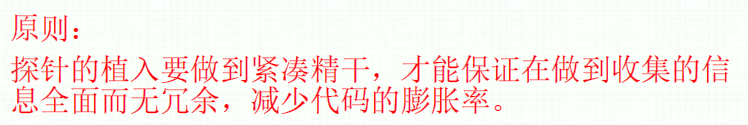 原则：
探针的植入要做到紧凑精干，才能保证在做到收集的信
息全面而无冗余，减少代码的膨胀率。